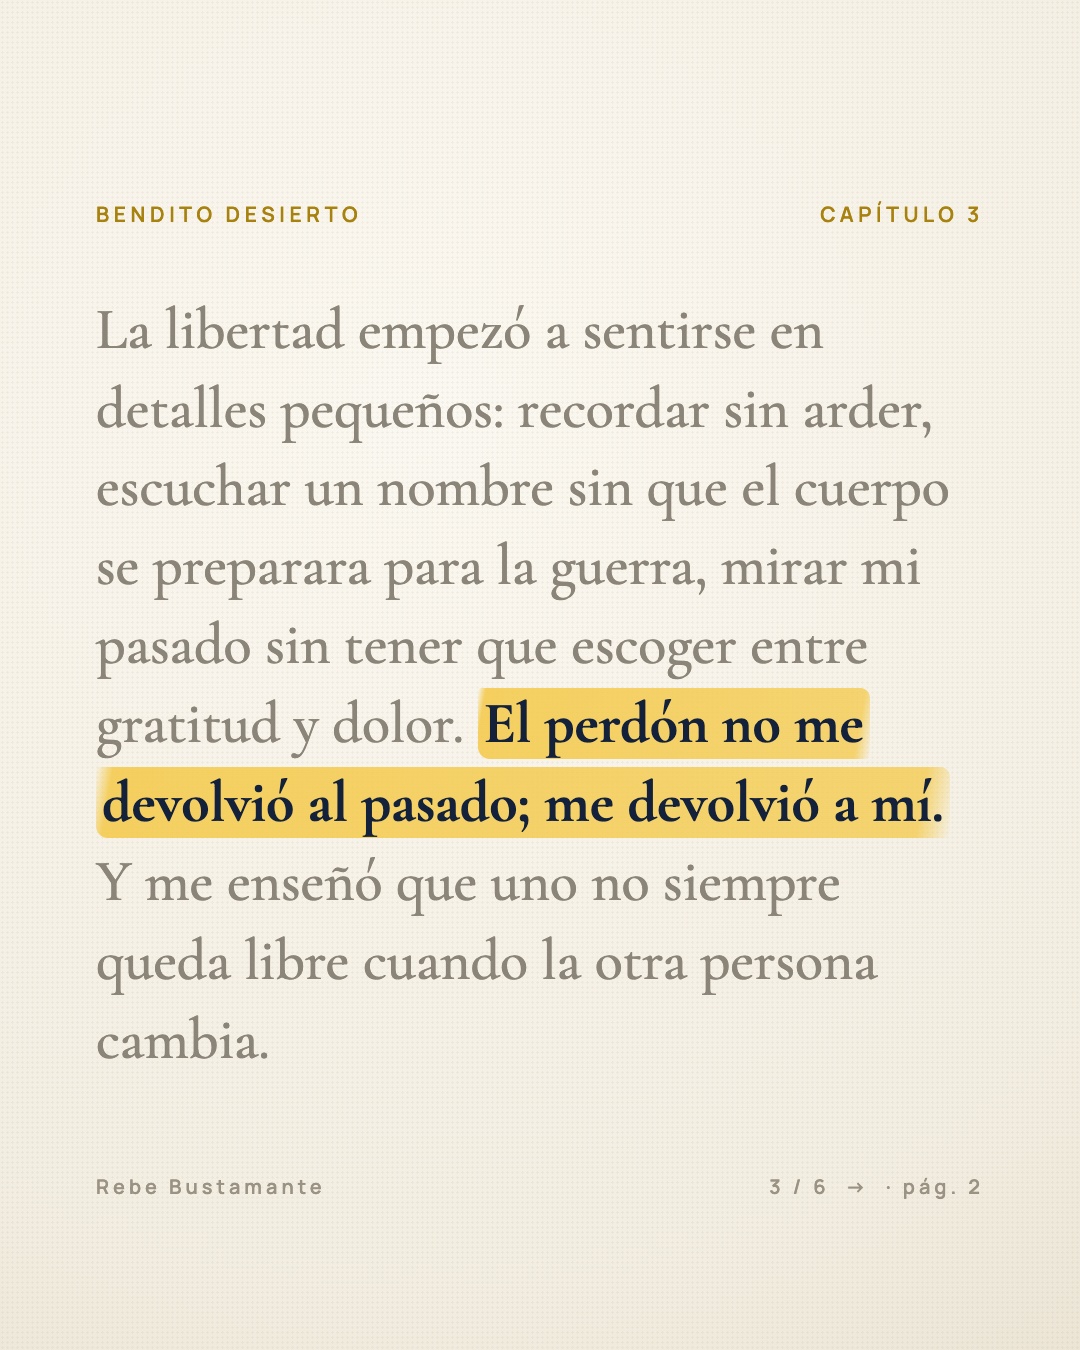 BENDITO DESIERTO
CAPÍTULO 3
La libertad empezó a sentirse en
detalles pequeños: recordar sin arder,
escuchar un nombre sin que el cuerpo
se preparara para la guerra, mirar mi
pasado sin tener que escoger entre
gratitud y dolor. El perdón no me
devolvió al pasado; me devolvió a mí.
Y me enseñó que uno no siempre
queda libre cuando la otra persona
cambia.
Rebe Bustamante
3 / 6 → · pág. 2